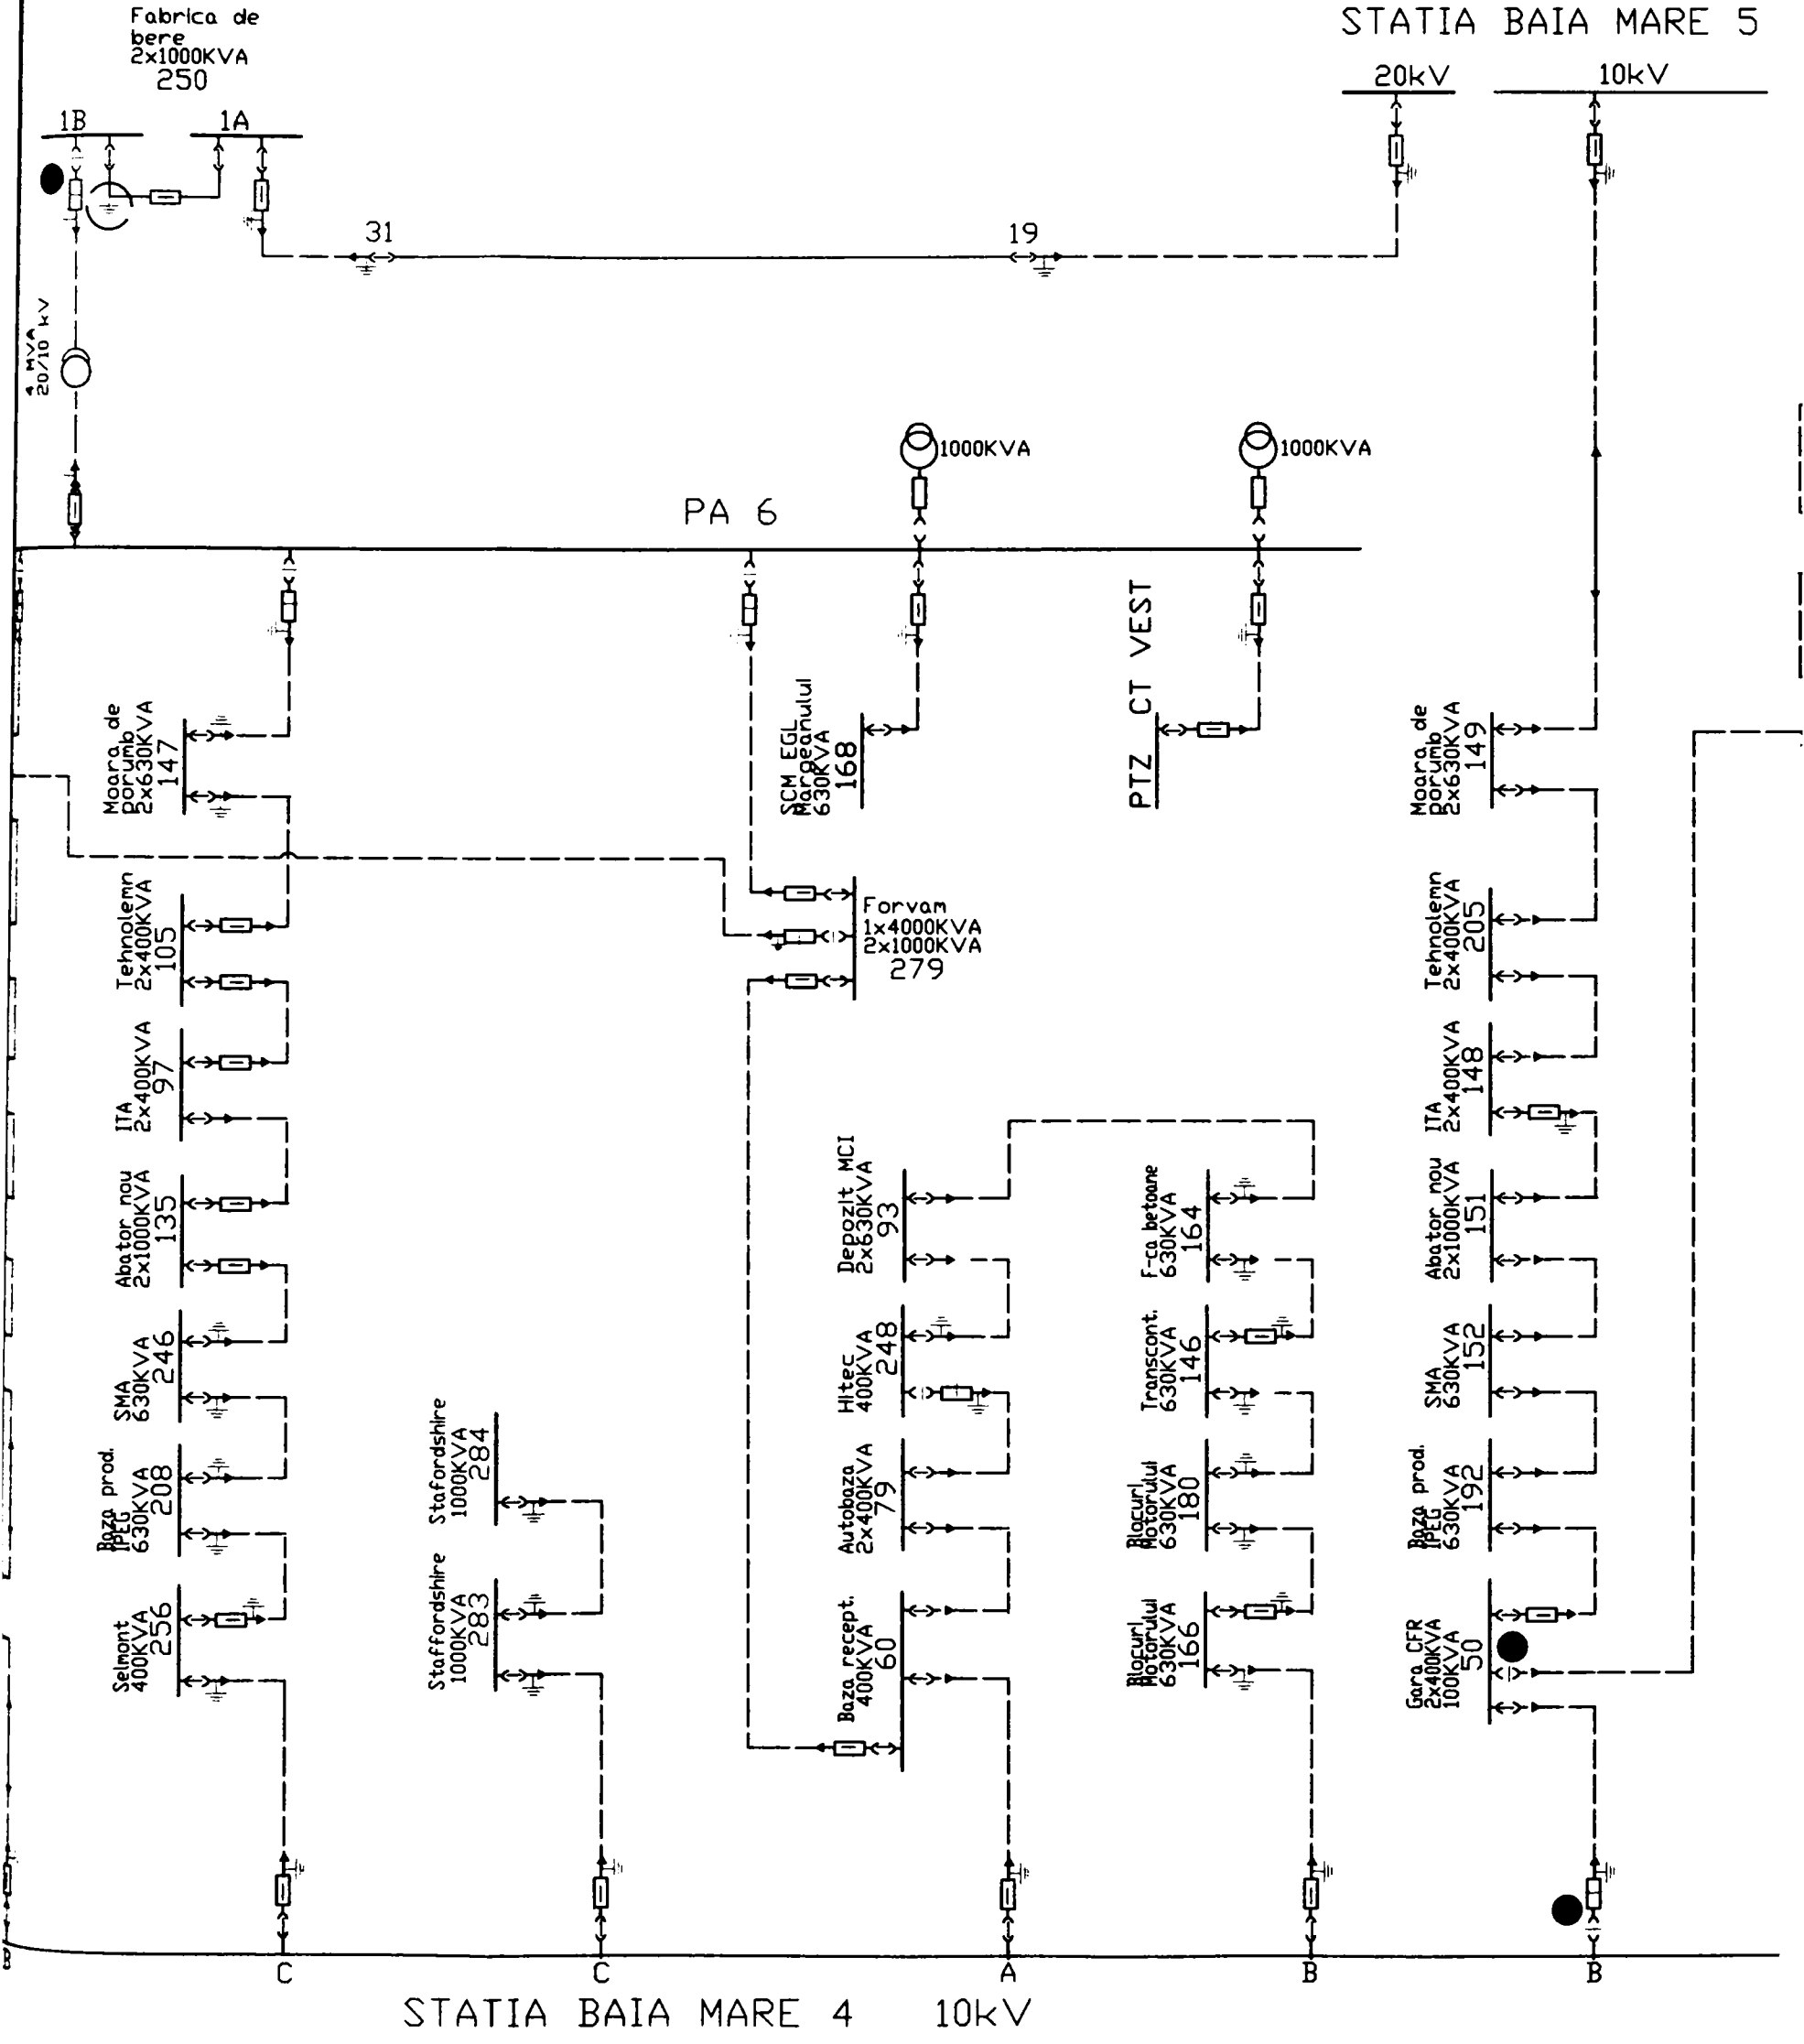 Fabrica de
bere
2x1000KVA
250
STATIA BAIA MARE 5
20kV
10kV
1B
1A
31
19
4 MVA
20/10 kV
1000KVA
1000KVA
PA 6
Moara de
porumb
2x630KVA
147
SCM EGL
Margeanulul
630KVA
168
PTZ CT VEST
Moara de
porumb
2x630KVA
149
Tehnolemn
2x400KVA
105
Forvam
1x4000KVA
2x1000KVA
279
Tehnolemn
2x400KVA
205
ITA
2x400KVA
97
ITA
2x400KVA
148
Abator nou
2x1000KVA
135
Depozit MCI
2x630KVA
93
F-ca betoane
630KVA
164
Abator nou
2x1000KVA
151
SMA
630KVA
246
Hitec
400KVA
248
Transcont.
630KVA
146
SMA
630KVA
152
Baza prod.
IPEG
630KVA
208
Stafordshire
1000KVA
284
Autobaza
2x400KVA
79
Blocurl
Motorulul
630KVA
180
Baza prod.
IPEG
630KVA
192
Selmont
400KVA
256
Staffordshire
1000KVA
283
Baza recept.
400KVA
60
Blocurl
Motorulul
630KVA
166
Gara CFR
2x400KVA
100KVA
50
B
C
C
A
B
B
STATIA BAIA MARE 4 10kV